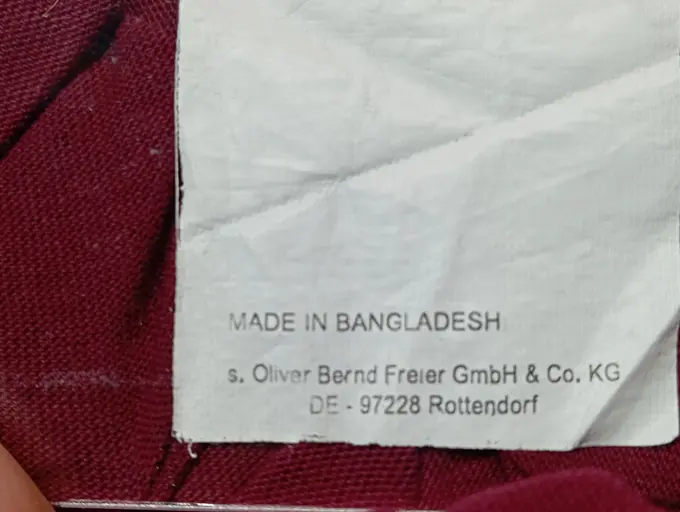 MADE IN BANGLADESH
s. Oliver Bernd Freier GmbH & Co. KG
DE - 97228 Rottendorf